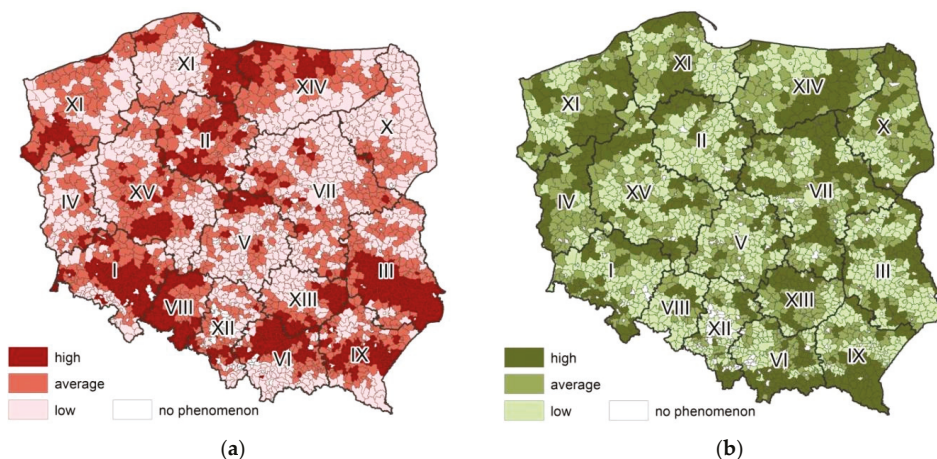 XI
XI
XIV
X
II
IV
XV
VII
V
I
III
VIII
XIII
XII
VI
IX
high
average
low
no phenomenon
(a)
XI
XI
XIV
X
II
IV
XV
VII
V
I
III
VIII
XIII
XII
VI
IX
high
average
low
no phenomenon
(b)